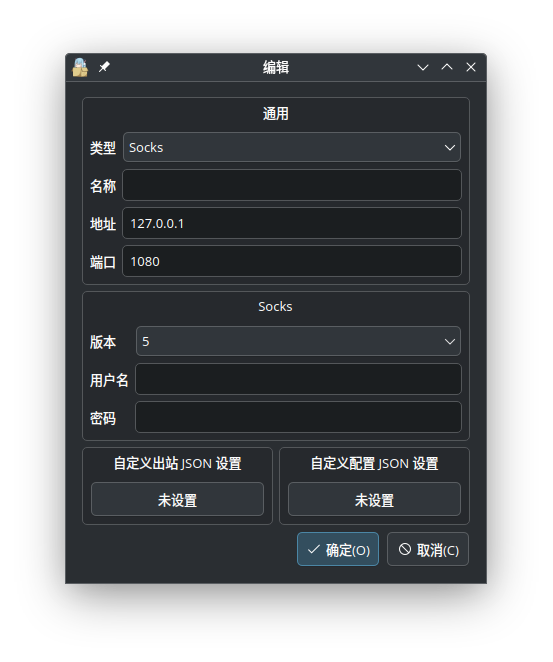 编辑
通用
类型 Socks
名称
地址 127.0.0.1
端口 1080
Socks
版本 5
用户名
密码
自定义出站 JSON 设置 自定义配置 JSON 设置
未设置 未设置
确定(O) 取消(C)